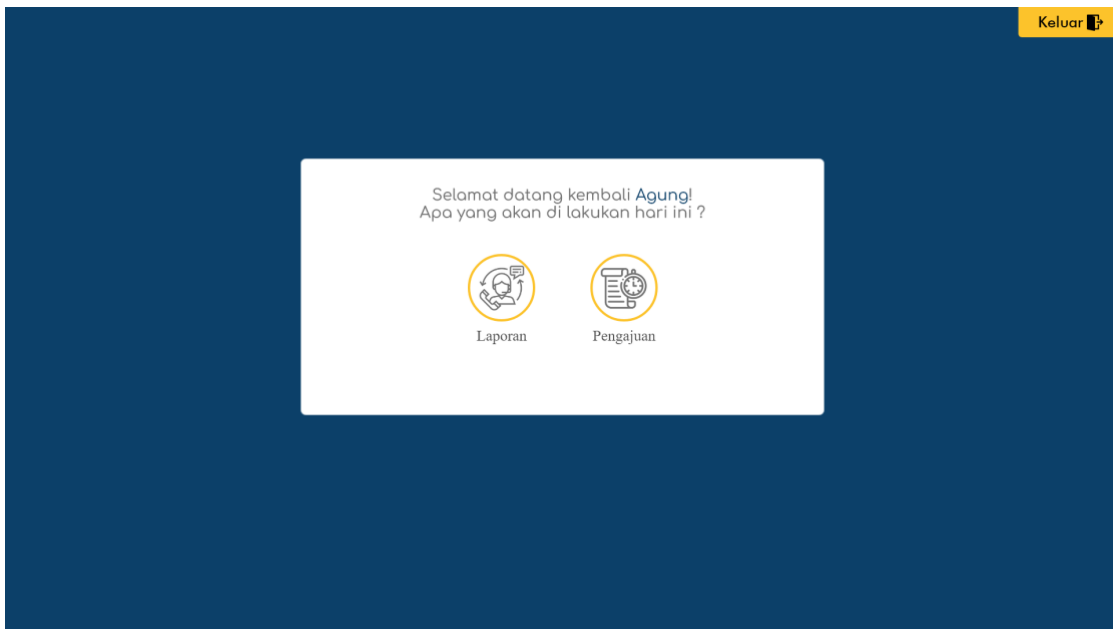 Keluar
Selamat datang kembali Agung!
Apa yang akan di lakukan hari ini ?
Laporan
Pengajuan